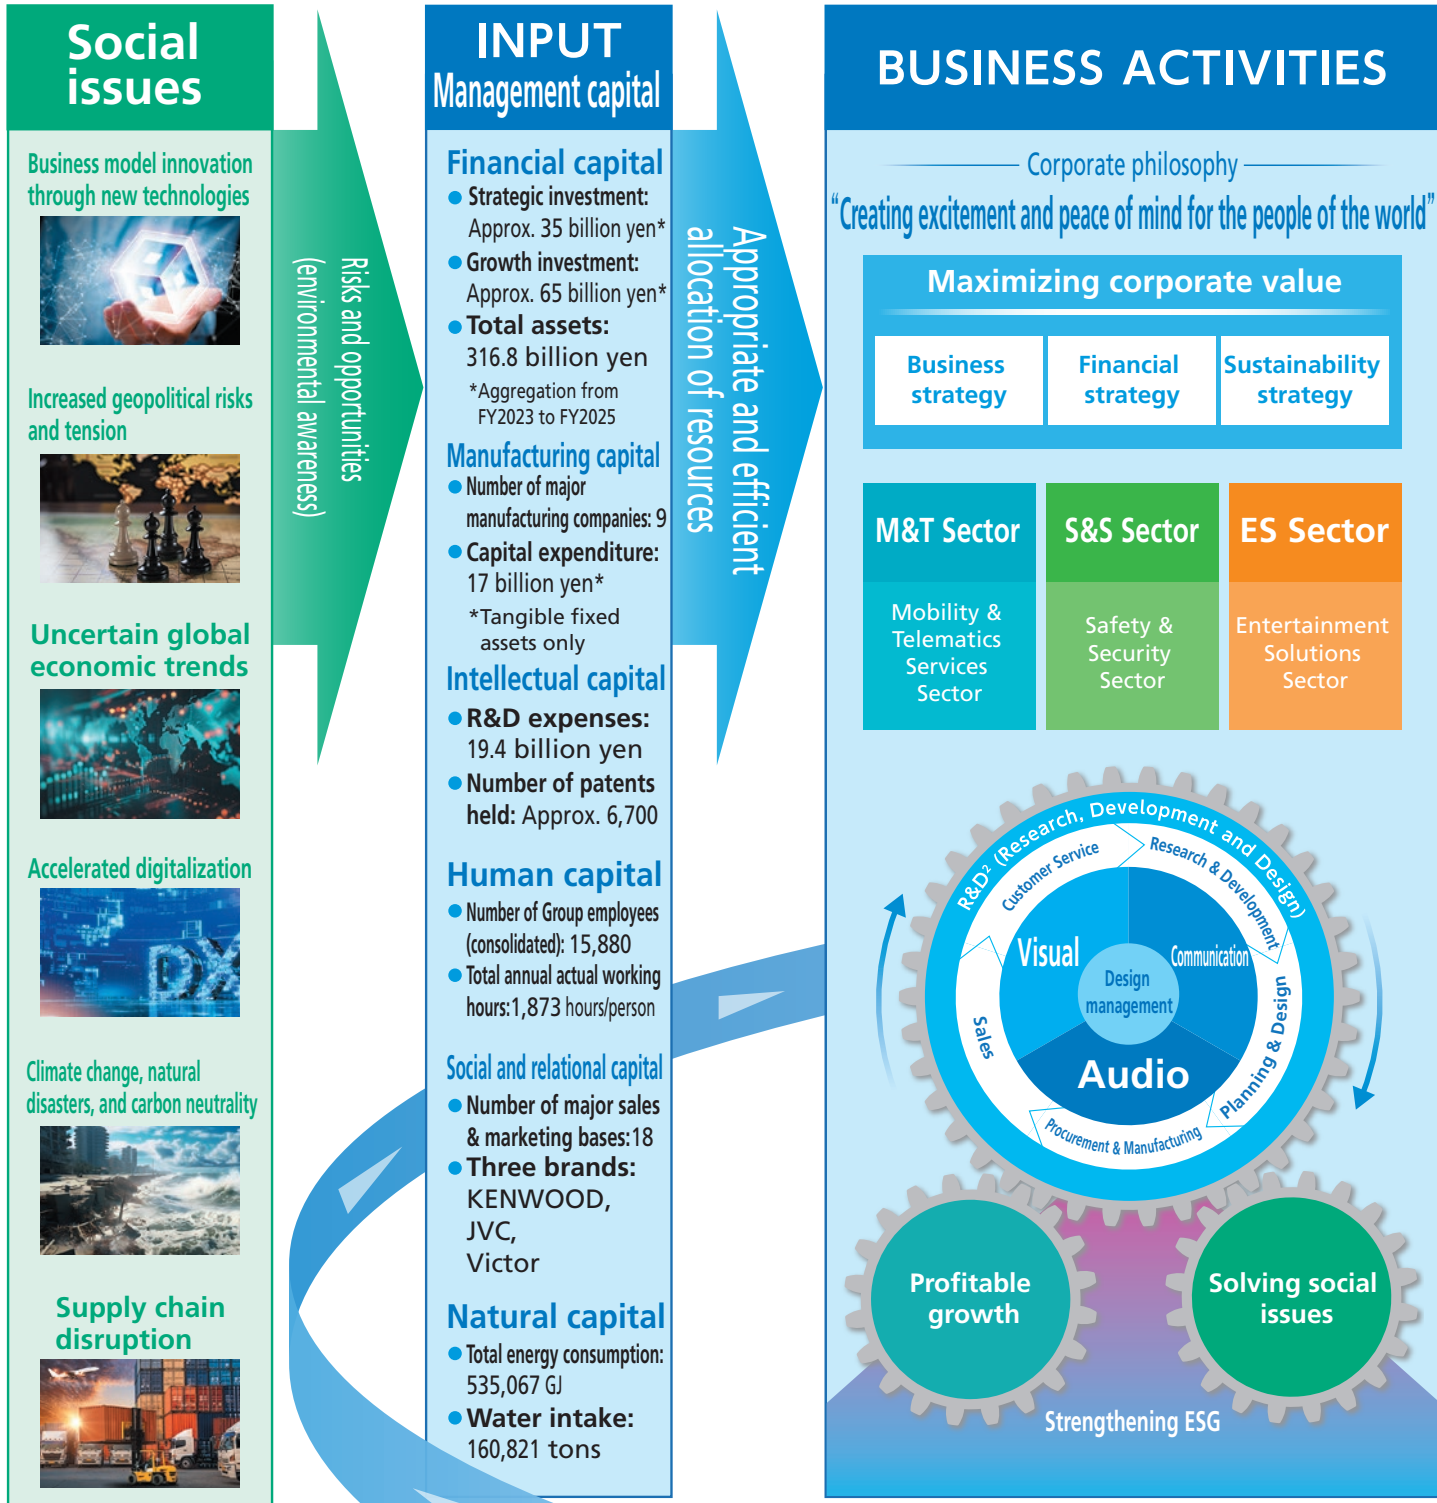 Social
issues
Business model innovation
through new technologies
Increased geopolitical risks
and tension
Uncertain global
economic trends
Accelerated digitalization
DX
Climate change, natural
disasters, and carbon neutrality
Supply chain
disruption
Risks and opportunities
(environmental awareness)
INPUT
Management capital
Financial capital
● Strategic investment:
Approx. 35 billion yen*
● Growth investment:
Approx. 65 billion yen*
● Total assets:
316.8 billion yen
*Aggregation from
FY2023 to FY2025
Manufacturing capital
● Number of major
manufacturing companies: 9
● Capital expenditure:
17 billion yen*
*Tangible fixed
assets only
Intellectual capital
● R&D expenses:
19.4 billion yen
● Number of patents
held: Approx. 6,700
Human capital
● Number of Group employees
(consolidated): 15,880
● Total annual actual working
hours:1,873 hours/person
Social and relational capital
● Number of major sales
& marketing bases:18
● Three brands:
KENWOOD,
JVC,
Victor
Natural capital
● Total energy consumption:
535,067 GJ
● Water intake:
160,821 tons
Appropriate and efficient
allocation of resources
BUSINESS ACTIVITIES
Corporate philosophy
“Creating excitement and peace of mind for the people of the world”
Maximizing corporate value
Business
strategy
Financial
strategy
Sustainability
strategy
M&T Sector
Mobility &
Telematics
Services
Sector
S&S Sector
Safety &
Security
Sector
ES Sector
Entertainment
Solutions
Sector
R&D² (Research, Development and Design)
Customer Service
Research & Development
Planning & Design
Procurement & Manufacturing
Sales
Visual
Communication
Audio
Design
management
Profitable
growth
Solving social
issues
Strengthening ESG